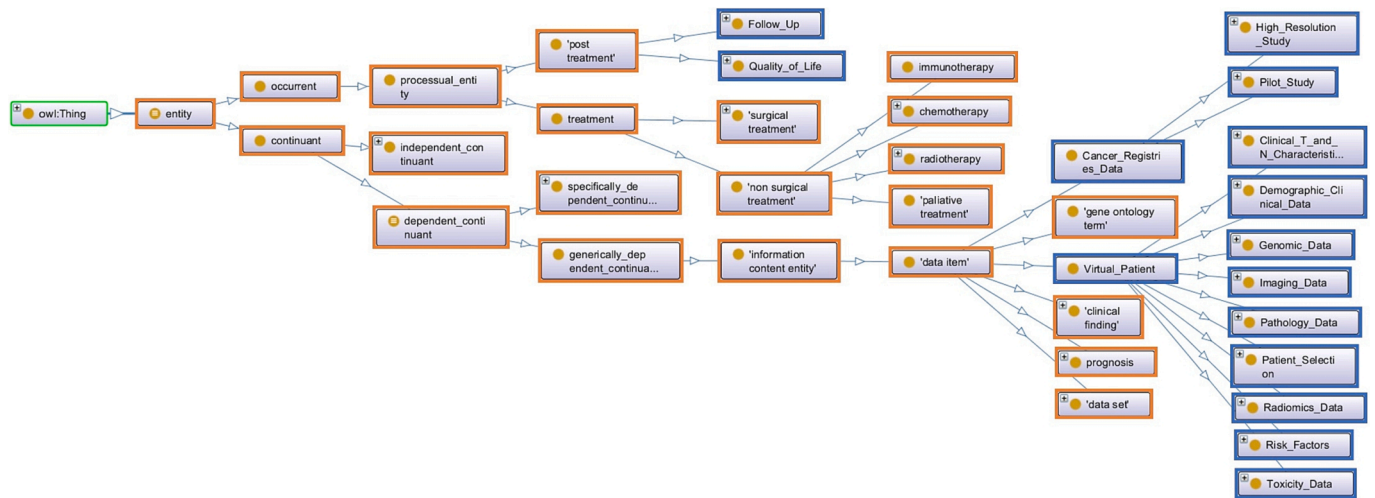 owl:Thing
entity
occurrent
continuant
processual_enti
ty
independent_con
tinuant
dependent_conti
nuant
'post
treatment'
treatment
specifically_de
pendent_continu...
generically_dep
endent_continua...
Follow_Up
Quality_of_Life
'surgical
treatment'
'non surgical
treatment'
'information
content entity'
immunotherapy
chemotherapy
radiotherapy
'paliative
treatment'
'data item'
Cancer_Registri
es_Data
'gene ontology
term'
Virtual_Patient
'clinical
finding'
prognosis
'data set'
High_Resolution
_Study
Pilot_Study
Clinical_T_and_
N_Characteristi...
Demographic_Cli
nical_Data
Genomic_Data
Imaging_Data
Pathology_Data
Patient_Selecti
on
Radiomics_Data
Risk_Factors
Toxicity_Data